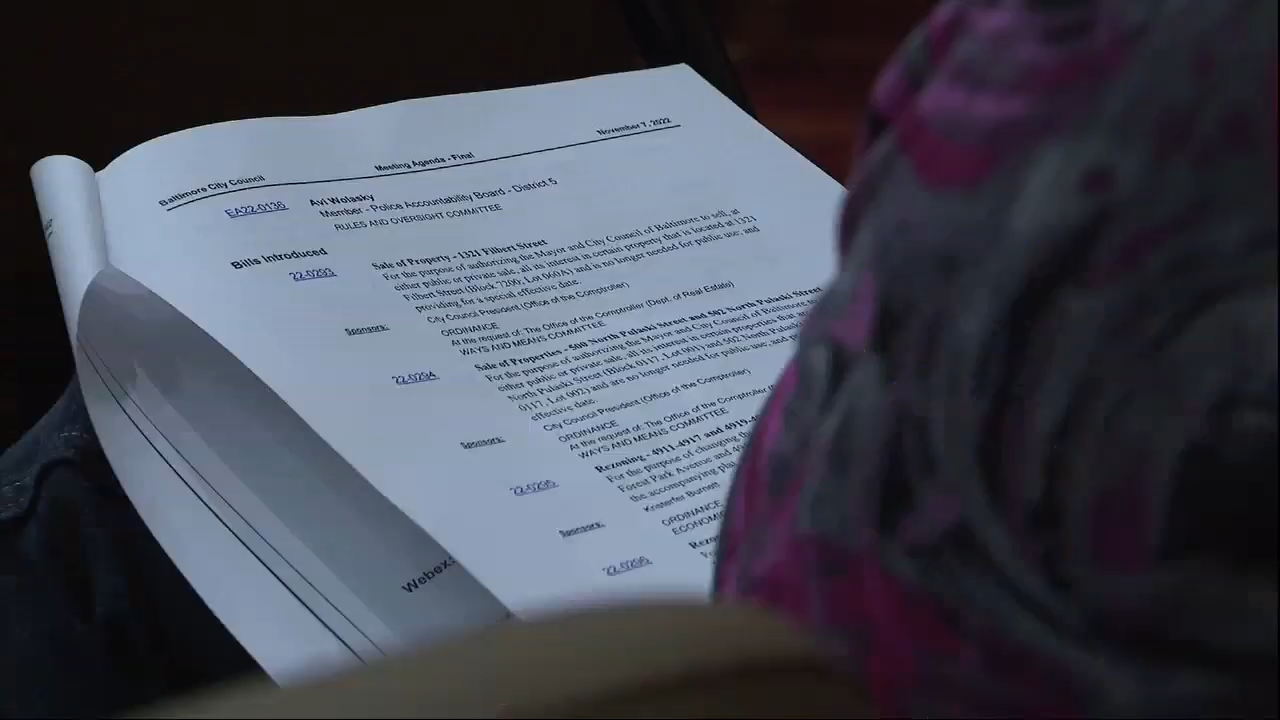 Baltimore City Council
Meeting Agenda - Final
November 7, 2022
EA22-0136
Avi Wolasky
Member - Police Accountability Board - District 5
RULES AND OVERSIGHT COMMITTEE
Bills Introduced
22-0293
Sale of Property - 1321 Filbert Street
For the purpose of authorizing the Mayor and City Council of Baltimore to sell, at
either public or private sale, all its interest in certain property that is located at 1321
Filbert Street (Block 7200, Lot 060A) and is no longer needed for public use; and
providing for a special effective date.
Sponsors:
City Council President (Office of the Comptroller)
ORDINANCE
At the request of: The Office of the Comptroller (Dept. of Real Estate)
WAYS AND MEANS COMMITTEE
22-0294
Sale of Properties - 500 North Pulaski Street and 502 North Pulaski Street
For the purpose of authorizing the Mayor and City Council of Baltimore
either public or private sale, all its interest in certain properties that
North Pulaski Street (Block 0117, Lot 001) and 502 North Pulaski
0117, Lot 002) and are no longer needed for public use; and
effective date.
Sponsors:
City Council President (Office of the Comptroller)
ORDINANCE
At the request of: The Office of the Comptroller
WAYS AND MEANS COMMITTEE
22-0295
Rezoning - 4911-4917 and 4919-
For the purpose of changing the
Forest Park Avenue and
the accompanying
Sponsors:
Kristerfer Burnett
ORDINANCE
22-0296
Webex